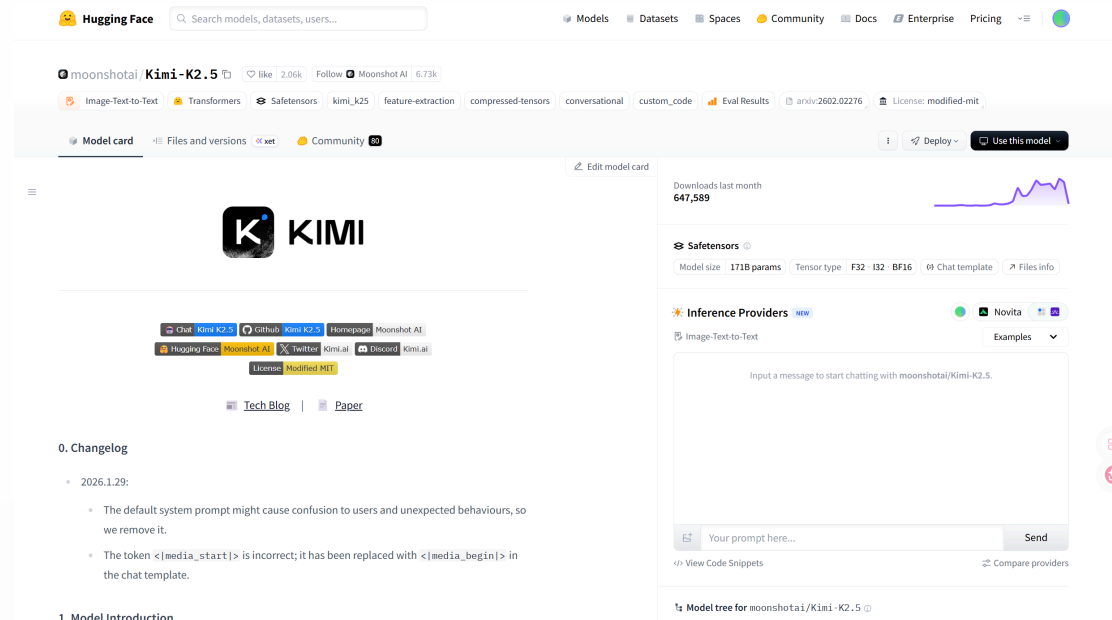 Hugging Face
Search models, datasets, users...
Models
Datasets
Spaces
Community
Docs
Enterprise
Pricing
moonshotai/Kimi-K2.5
like 2.06k
Follow Moonshot AI 6.73k
Image-Text-to-Text
Transformers
Safetensors
kimi_k25
feature-extraction
compressed-tensors
conversational
custom_code
Eval Results
arxiv:2602.02276
License: modified-mit
Model card
Files and versions
xet
Community 80
Deploy
Use this model
Edit model card
KIMI
Chat Kimi K2.5
Github Kimi K2.5
Homepage Moonshot AI
Hugging Face Moonshot AI
Twitter Kimi.ai
Discord Kimi.ai
License Modified MIT
Tech Blog | Paper
0. Changelog
2026.1.29:
The default system prompt might cause confusion to users and unexpected behaviours, so
we remove it.
The token <|media_start|> is incorrect; it has been replaced with <|media_begin|> in
the chat template.
1. Model Introduction
Downloads last month
647,589
Safetensors
Model size 171B params
Tensor type F32 · I32 · BF16
Chat template
Files info
Inference Providers NEW
Novita
Image-Text-to-Text
Examples
Input a message to start chatting with moonshotai/Kimi-K2.5.
Your prompt here...
Send
View Code Snippets
Compare providers
Model tree for moonshotai/Kimi-K2.5